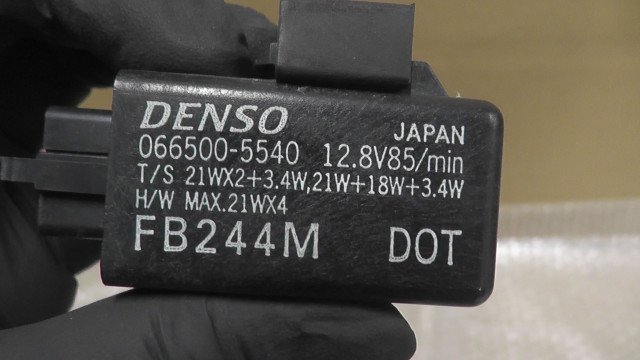 DENSO JAPAN
066500-5540 12.8V85/min
T/S 21WX2+3.4W,21W+18W+3.4W
H/W MAX.21WX4
FB244M DOT